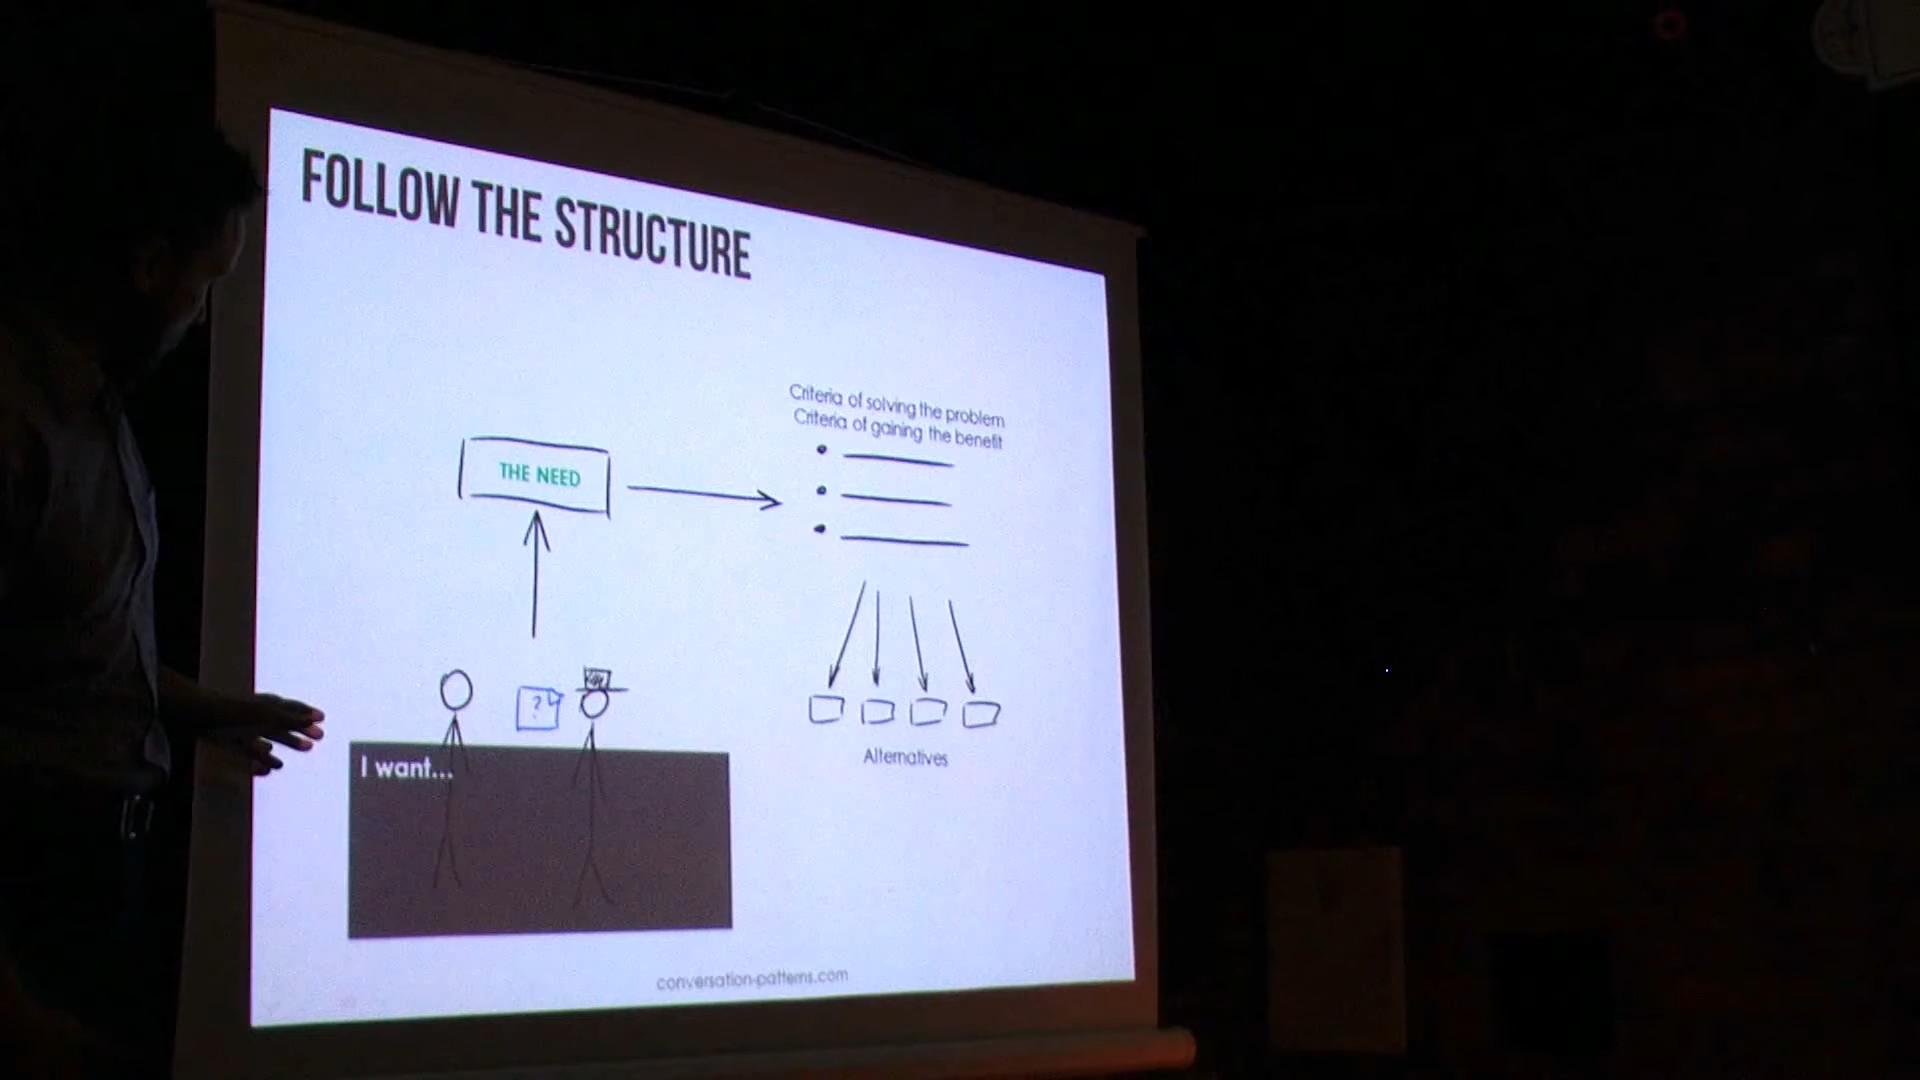 FOLLOW THE STRUCTURE
Criteria of solving the problem
Criteria of gaining the benefit
THE NEED
?
I want...
Alternatives
conversation-patterns.com